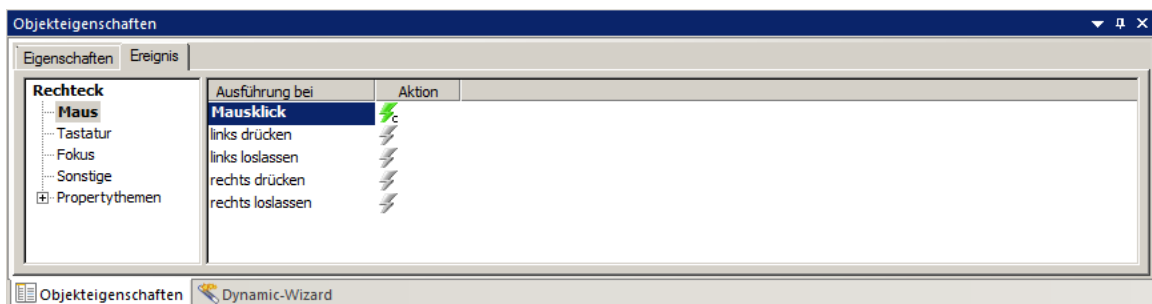 Objekteigenschaften
Eigenschaften Ereignis
Rechteck
Maus
Tastatur
Fokus
Sonstige
Propertythemen
Ausführung bei Aktion
Mausklick
C
links drücken
links loslassen
rechts drücken
rechts loslassen
Objekteigenschaften Dynamic-Wizard